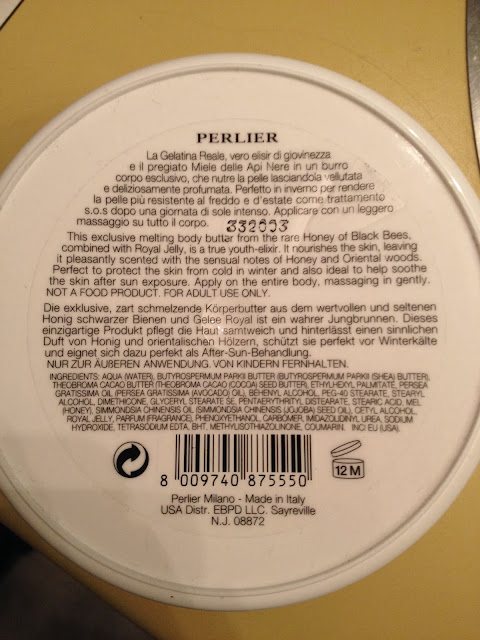 PERLIER
La Gelatina Reale, vero elisir di giovinezza
e il pregiato Miele delle Api Nere in un burro
corpo esclusivo, che nutre la pelle lasciandola vellutata
e deliziosamente profumata. Perfetto in inverno per rendere
la pelle più resistente al freddo e d'estate come trattamento
s.o.s dopo una giornata di sole intenso. Applicare con un leggero
massaggio su tutto il corpo. 332003
This exclusive melting body butter from the rare Honey of Black Bees,
combined with Royal Jelly, is a true youth-elixir. It nourishes the skin, leaving
it pleasantly scented with the sensual notes of Honey and Oriental woods.
Perfect to protect the skin from cold in winter and also ideal to help soothe
the skin after sun exposure. Apply on the entire body, massaging in gently.
NOT A FOOD PRODUCT. FOR ADULT USE ONLY.
Die exklusive, zart schmelzende Körperbutter aus dem wertvollen und seltenen
Honig schwarzer Bienen und Gelee Royal ist ein wahrer Jungbrunnen. Dieses
einzigartige Produkt pflegt die Haut samtweich und hinterlässt einen sinnlichen
Duft von Honig und orientalischen Hölzern, schützt sie perfekt vor Winterkälte
und eignet sich dazu perfekt als After-Sun-Behandlung.
NUR ZUR ÄUßEREN ANWENDUNG. VON KINDERN FERNHALTEN.
INGREDIENTS: AQUA (WATER), BUTYROSPERMUM PARKII (BUTYROSPERMUM PARKII (SHEA) BUTTER),
THEOBROMA CACAO BUTTER (THEOBROMA CACAO (COCOA) SEED BUTTER), ETHYLHEXYL PALMITATE, PERSEA
GRATISSIMA OIL (PERSEA GRATISSIMA (AVOCADO) OIL), BEHENYL ALCOHOL, PEG-40 STEARATE, STEARYL
ALCOHOL, DIMETHICONE, GLYCERYL STEARATE SE, PENTAERYTHRITYL DISTEARATE, STEARIC ACID, MEL
(HONEY), SIMMONDSIA CHINENSIS OIL (SIMMONDSIA CHINENSIS (JOJOBA) SEED OIL), CETYL ALCOHOL,
ROYAL JELLY, PARFUM (FRAGRANCE), PHENOXYETHANOL, CARBOMER, IMIDAZOLIDINYL UREA, SODIUM
HYDROXIDE, TETRASODIUM EDTA, BHT, METHYLISOTHIAZOLINONE, COUMARIN. INCI EU (USA).
12 M
8 009740 875550
Perlier Milano - Made in Italy
USA Distr. EBPD LLC. Sayreville
N.J. 08872